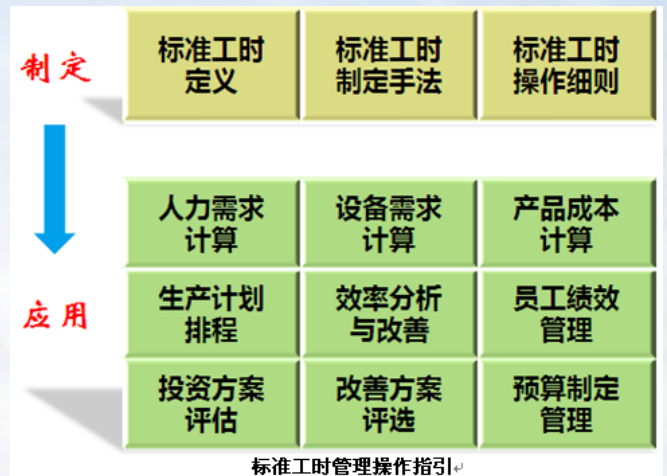 制定
标准工时 标准工时 标准工时
定义 制定手法 操作细则
人力需求 设备需求 产品成本
计算 计算 计算
应用
生产计划 效率分析 员工绩效
排程 与改善 管理
投资方案 改善方案 预算制定
评估 评选 管理
标准工时管理操作指引